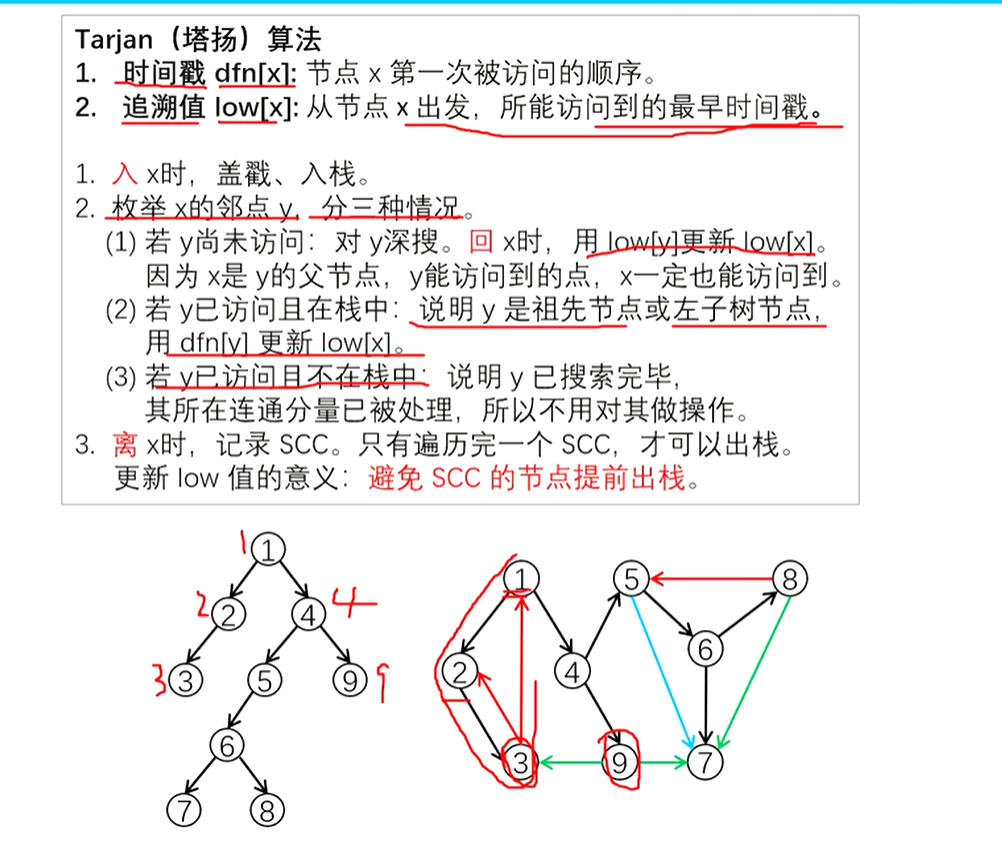 Tarjan（塔扬）算法
1. 时间戳 dfn[x]: 节点 x 第一次被访问的顺序。
2. 追溯值 low[x]: 从节点 x 出发，所能访问到的最早时间戳。
1. 入 x时，盖戳、入栈。
2. 枚举 x的邻点 y，分三种情况。
(1) 若 y尚未访问：对 y深搜。回 x时，用 low[y]更新 low[x]。
因为 x是 y的父节点，y能访问到的点，x一定也能访问到。
(2) 若 y已访问且在栈中：说明 y 是祖先节点或左子树节点，
用 dfn[y] 更新 low[x]。
(3) 若 y已访问且不在栈中：说明 y 已搜索完毕，
其所在连通分量已被处理，所以不用对其做操作。
3. 离 x时，记录 SCC。只有遍历完一个 SCC，才可以出栈。
更新 low 值的意义：避免 SCC 的节点提前出栈。
1 ① ① ⑤ ⑧
2 ② ④ 4
⑥
3 ③ ⑤ ⑨ 9 ② ④
⑥ ③ ⑨ ⑦
⑦ ⑧